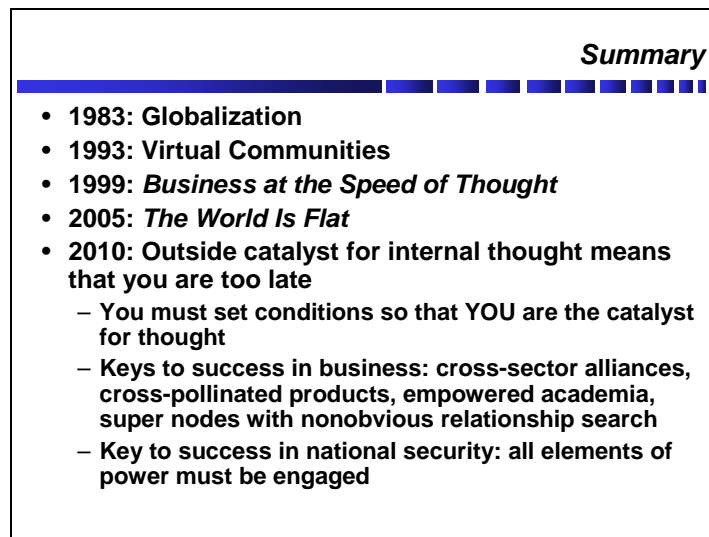 Summary
• 1983: Globalization
• 1993: Virtual Communities
• 1999: Business at the Speed of Thought
• 2005: The World Is Flat
• 2010: Outside catalyst for internal thought means
that you are too late
– You must set conditions so that YOU are the catalyst
for thought
– Keys to success in business: cross-sector alliances,
cross-pollinated products, empowered academia,
super nodes with nonobvious relationship search
– Key to success in national security: all elements of
power must be engaged